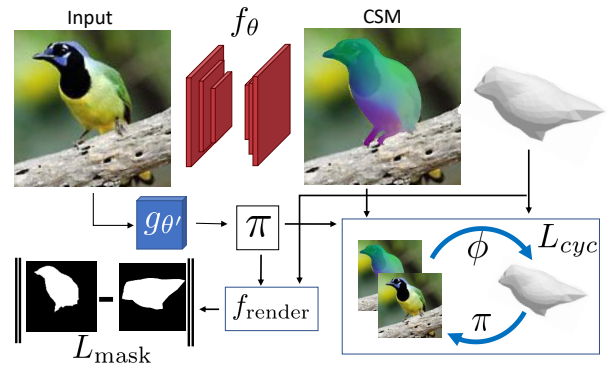 Input
f_θ
CSM
g_θ′
π
L_cyc
ϕ
π
f_render
L_mask